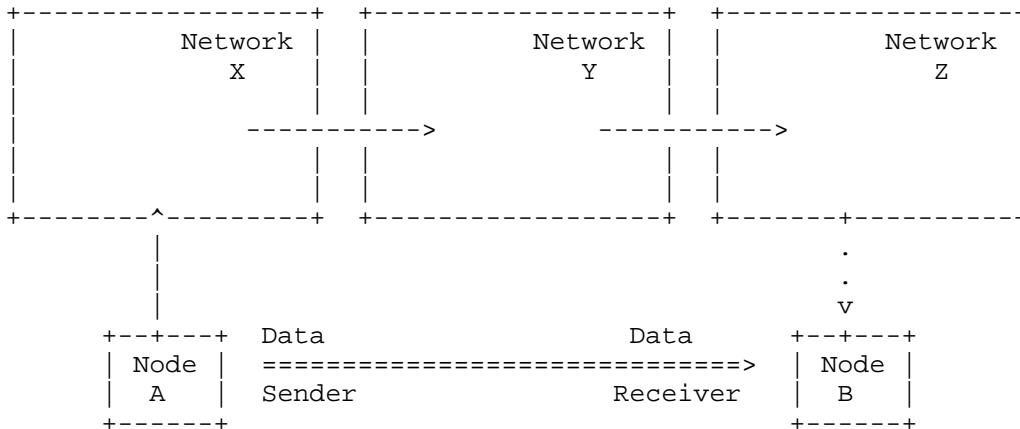 Network Network Network
X Y Z
Data Data
Node Node
A Sender Receiver B